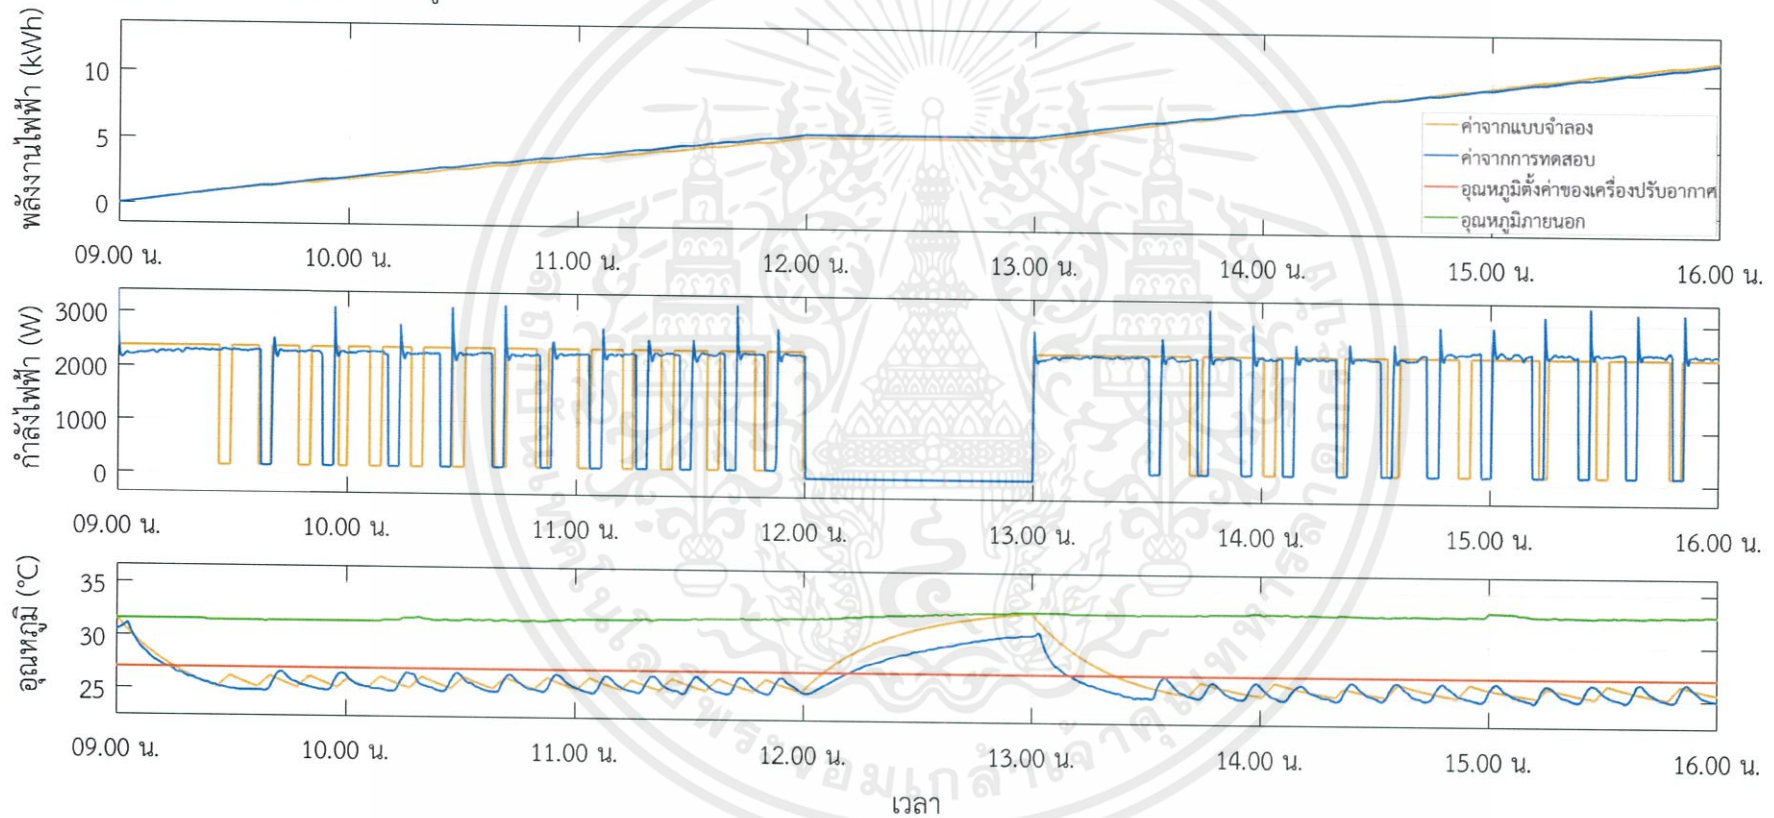 พลังงานไฟฟ้า (kWh)
10
5
0
ค่าจากแบบจำลอง
ค่าจากการทดสอบ
อุณหภูมิตั้งค่าของเครื่องปรับอากาศ
อุณหภูมิภายนอก
09.00 น. 10.00 น. 11.00 น. 12.00 น. 13.00 น. 14.00 น. 15.00 น. 16.00 น.
กำลังไฟฟ้า (W)
3000
2000
1000
0
09.00 น. 10.00 น. 11.00 น. 12.00 น. 13.00 น. 14.00 น. 15.00 น. 16.00 น.
อุณหภูมิ (°C)
35
30
25
09.00 น. 10.00 น. 11.00 น. 12.00 น. 13.00 น. 14.00 น. 15.00 น. 16.00 น.
เวลา